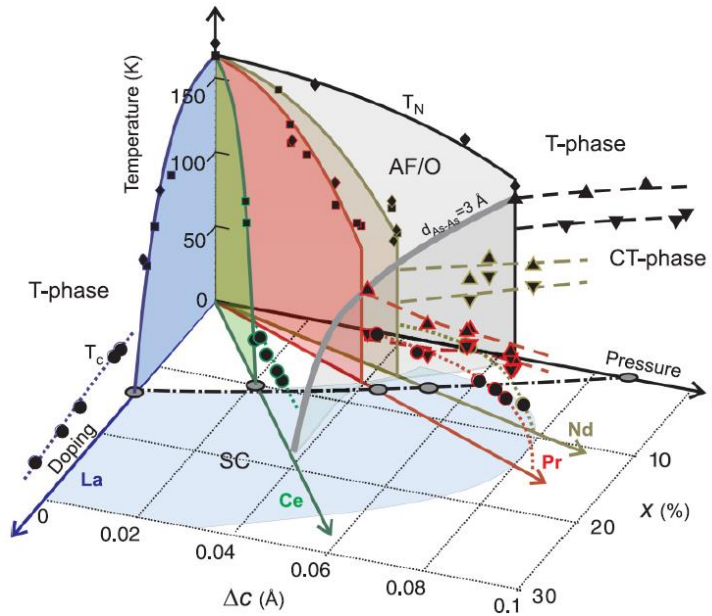 Temperature (K)
150
100
50
0
T_N
AF/O
T-phase
d_As-As=3 Å
CT-phase
T-phase
T_c
Doping
La
SC
Ce
Pr
Nd
Pressure
10
20
30
X (%)
0
0.02
0.04
0.06
0.08
0.1
Δc (Å)